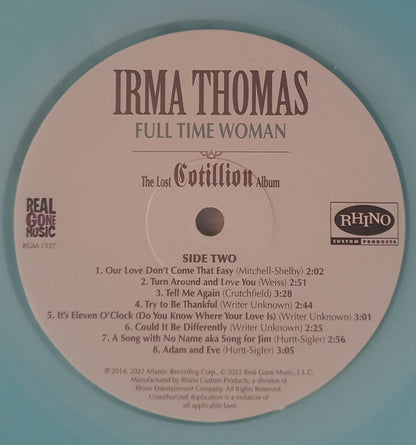 IRMA THOMAS
FULL TIME WOMAN
The Lost Cotillion Album
REAL
GONE
MUSIC
RGM-1137
RHINO
CUSTOM PRODUCTS
SIDE TWO
1. Our Love Don't Come That Easy (Mitchell-Shelby) 2:02
2. Turn Around and Love You (Weiss) 2:51
3. Tell Me Again (Crutchfield) 3:28
4. Try to Be Thankful (Writer Unknown) 2:44
5. It's Eleven O'Clock (Do You Know Where Your Love Is) (Writer Unknown) 3:01
6. Could It Be Differently (Writer Unknown) 2:25
7. A Song with No Name aka Song for Jim (Hurtt-Sigler) 2:56
8. Adam and Eve (Hurtt-Sigler) 3:05
℗ 2014, 2022 Atlantic Recording Corp. © 2022 Real Gone Music, L.L.C.
Manufactured by Rhino Custom Products, a division of
Rhino Entertainment Company. All Rights Reserved.
Unauthorized duplication is a violation of
all applicable laws.